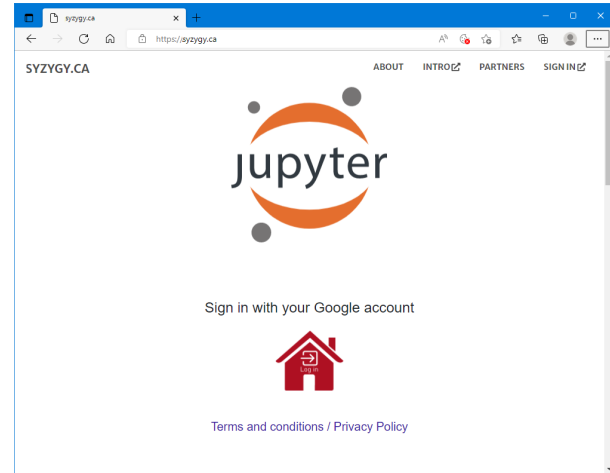 syzygy.ca
https://syzygy.ca
SYZYGY.CA
ABOUT INTRO PARTNERS SIGN IN
jupyter
Sign in with your Google account
Log in
Terms and conditions / Privacy Policy